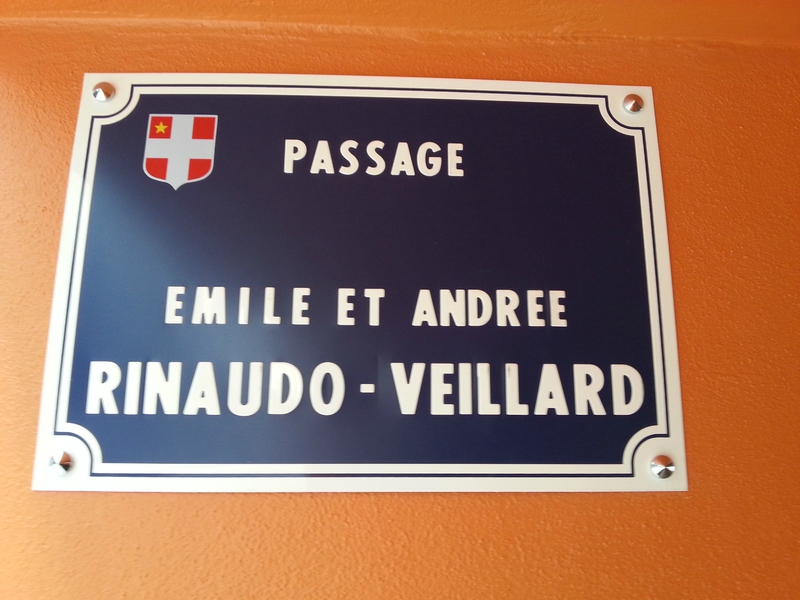 PASSAGE
EMILE ET ANDREE
RINAUDO - VEILLARD